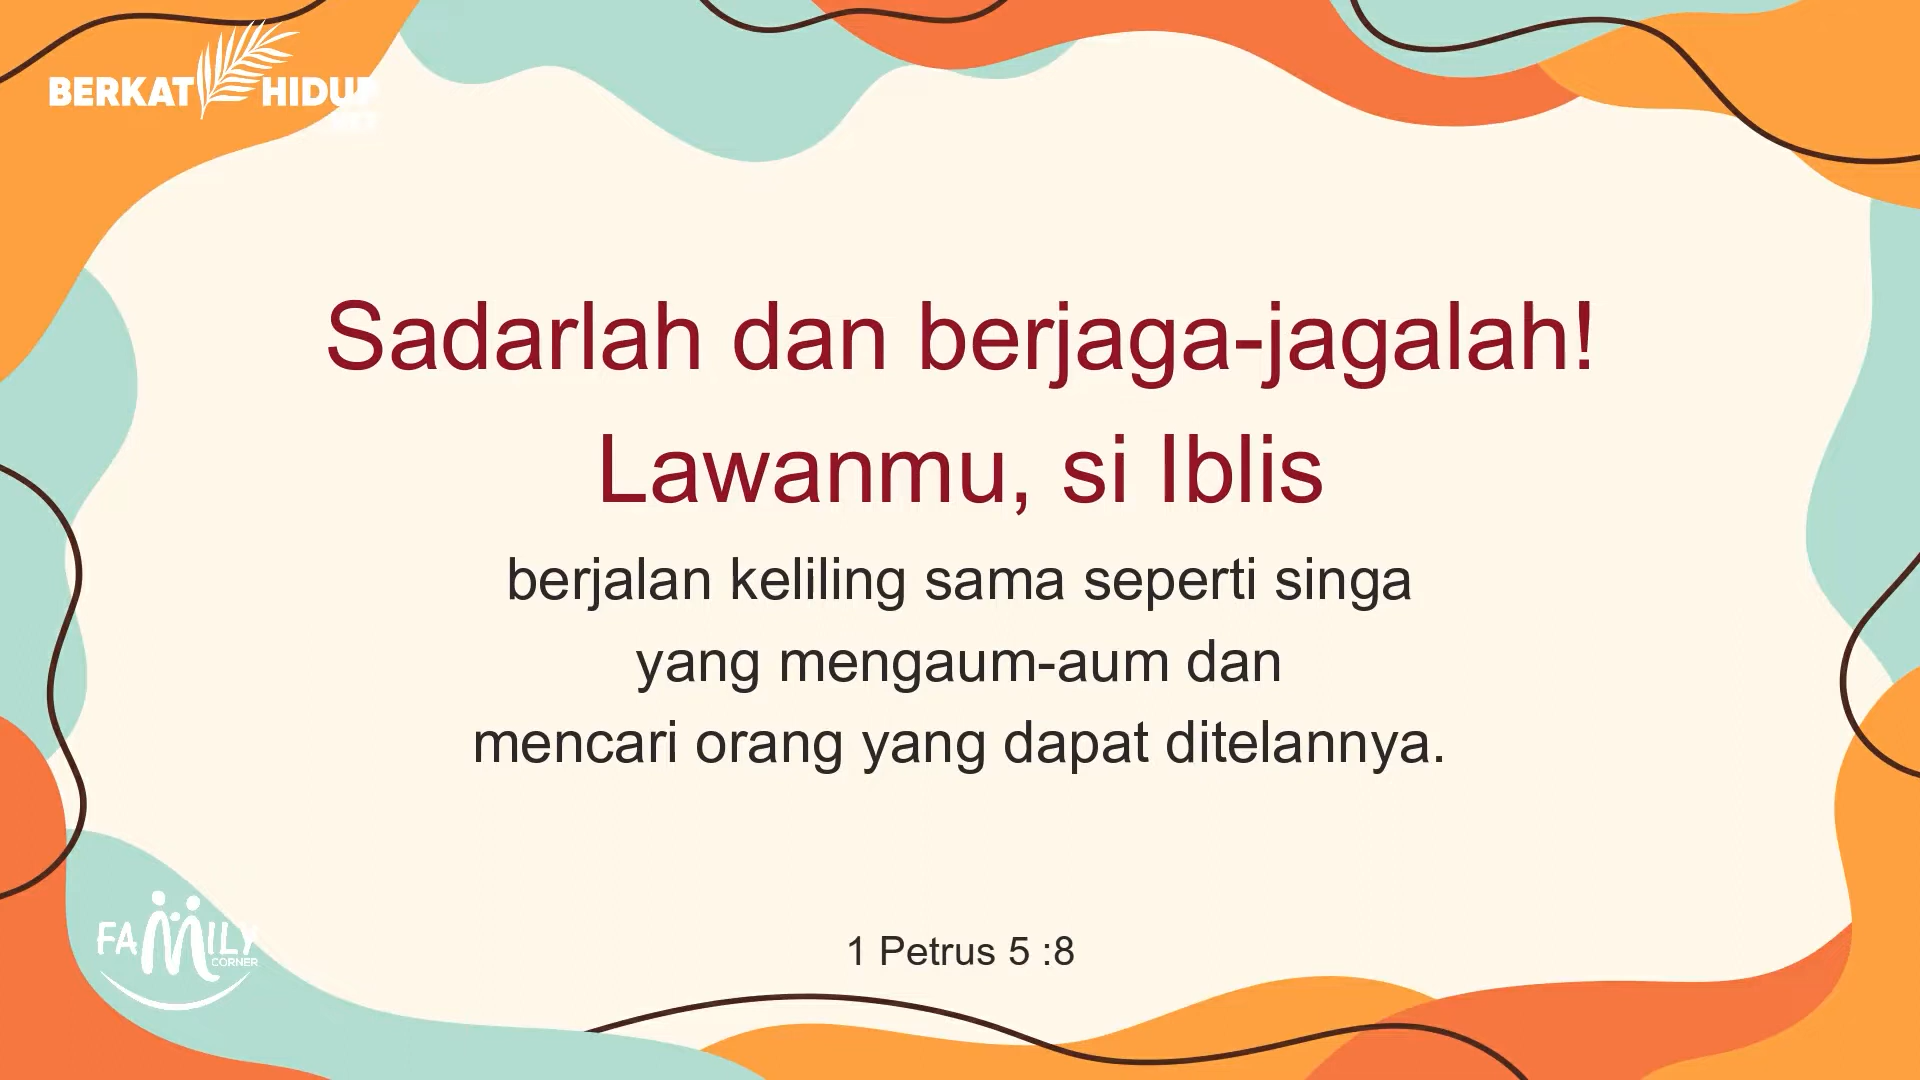 BERKAT HIDUP
Sadarlah dan berjaga-jagalah!
Lawanmu, si Iblis
berjalan keliling sama seperti singa
yang mengaum-aum dan
mencari orang yang dapat ditelannya.
1 Petrus 5 :8
FAMILY
CORNER